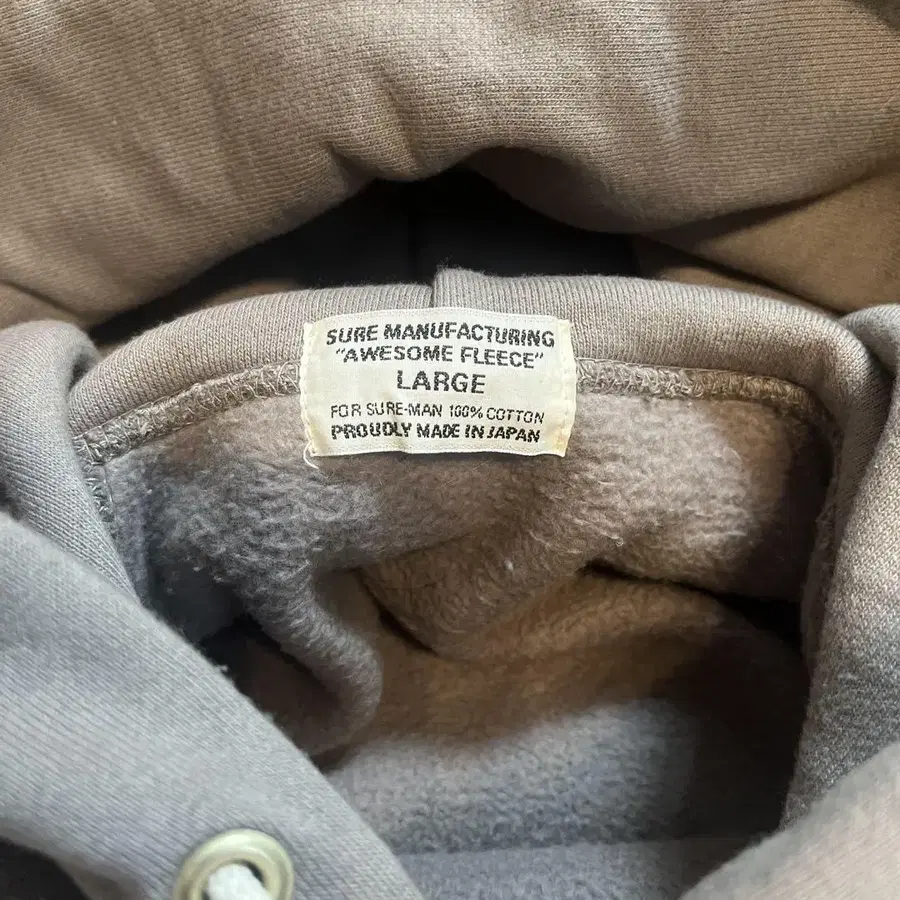 SURE MANUFACTURING
"AWESOME FLEECE"
LARGE
FOR SURE-MAN 100% COTTON
PROUDLY MADE IN JAPAN